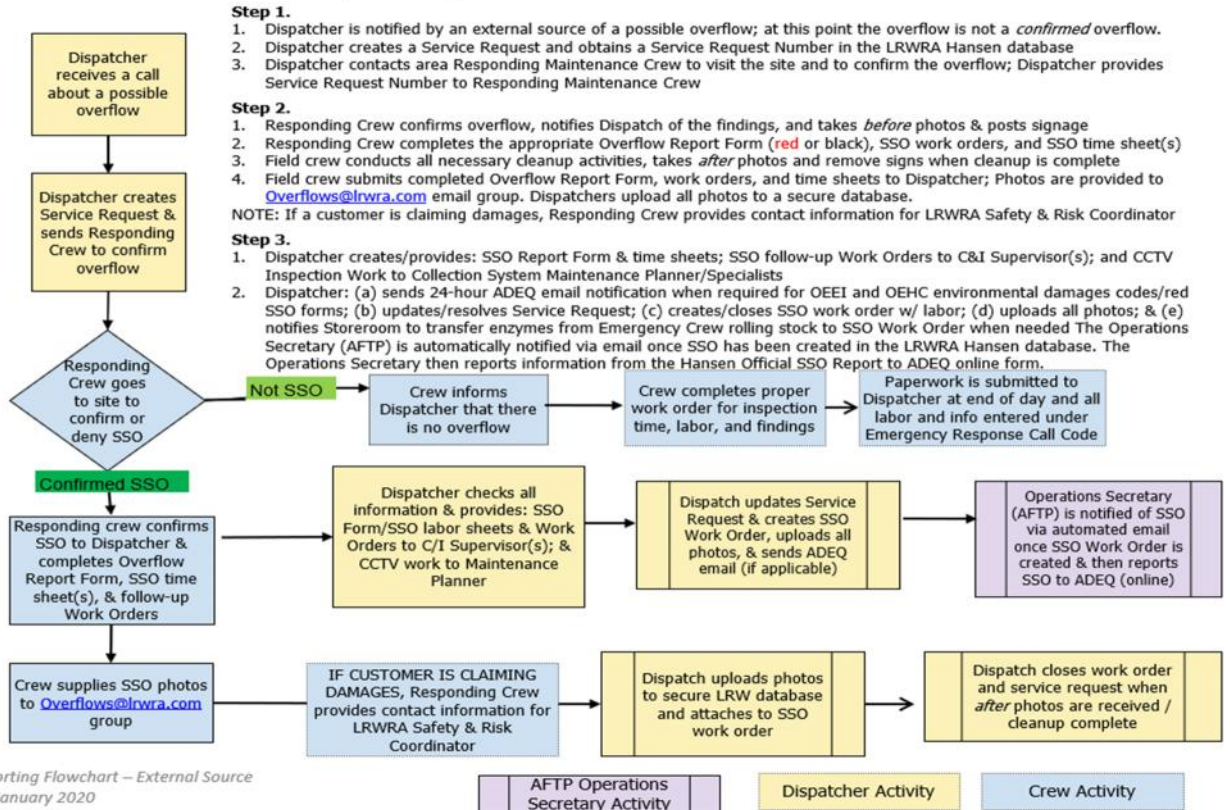 Step 1.
1. Dispatcher is notified by an external source of a possible overflow; at this point the overflow is not a confirmed overflow.
2. Dispatcher creates a Service Request and obtains a Service Request Number in the LRWRA Hansen database
3. Dispatcher contacts area Responding Maintenance Crew to visit the site and to confirm the overflow; Dispatcher provides
Service Request Number to Responding Maintenance Crew
Step 2.
1. Responding Crew confirms overflow, notifies Dispatch of the findings, and takes before photos & posts signage
2. Responding Crew completes the appropriate Overflow Report Form (red or black), SSO work orders, and SSO time sheet(s)
3. Field crew conducts all necessary cleanup activities, takes after photos and remove signs when cleanup is complete
4. Field crew submits completed Overflow Report Form, work orders, and time sheets to Dispatcher; Photos are provided to
Overflows@lrwra.com email group. Dispatchers upload all photos to a secure database.
NOTE: If a customer is claiming damages, Responding Crew provides contact information for LRWRA Safety & Risk Coordinator
Step 3.
1. Dispatcher creates/provides: SSO Report Form & time sheets; SSO follow-up Work Orders to C&I Supervisor(s); and CCTV
Inspection Work to Collection System Maintenance Planner/Specialists
2. Dispatcher: (a) sends 24-hour ADEQ email notification when required for OEEI and OEHC environmental damages codes/red
SSO forms; (b) updates/resolves Service Request; (c) creates/closes SSO work order w/ labor; (d) uploads all photos; & (e)
notifies Storeroom to transfer enzymes from Emergency Crew rolling stock to SSO Work Order when needed The Operations
Secretary (AFTP) is automatically notified via email once SSO has been created in the LRWRA Hansen database. The
Operations Secretary then reports information from the Hansen Official SSO Report to ADEQ online form.
Dispatcher
receives a call
about a possible
overflow
Dispatcher creates
Service Request &
sends Responding
Crew to confirm
overflow
Responding
Crew goes
to site to
confirm or
deny SSO
Not SSO
Crew informs
Dispatcher that there
is no overflow
Crew completes proper
work order for inspection
time, labor, and findings
Paperwork is submitted to
Dispatcher at end of day and all
labor and info entered under
Emergency Response Call Code
Confirmed SSO
Responding crew confirms
SSO to Dispatcher &
completes Overflow
Report Form, SSO time
sheet(s), & follow-up
Work Orders
Dispatcher checks all
information & provides: SSO
Form/SSO labor sheets & Work
Orders to C/I Supervisor(s); &
CCTV work to Maintenance
Planner
Dispatch updates Service
Request & creates SSO
Work Order, uploads all
photos, & sends ADEQ
email (if applicable)
Operations Secretary
(AFTP) is notified of SSO
via automated email
once SSO Work Order is
created & then reports
SSO to ADEQ (online)
Crew supplies SSO photos
to Overflows@lrwra.com
group
IF CUSTOMER IS CLAIMING
DAMAGES, Responding Crew
provides contact information for
LRWRA Safety & Risk
Coordinator
Dispatch uploads photos
to secure LRW database
and attaches to SSO
work order
Dispatch closes work order
and service request when
after photos are received /
cleanup complete
orting Flowchart – External Source
anuary 2020
AFTP Operations
Secretary Activity
Dispatcher Activity
Crew Activity